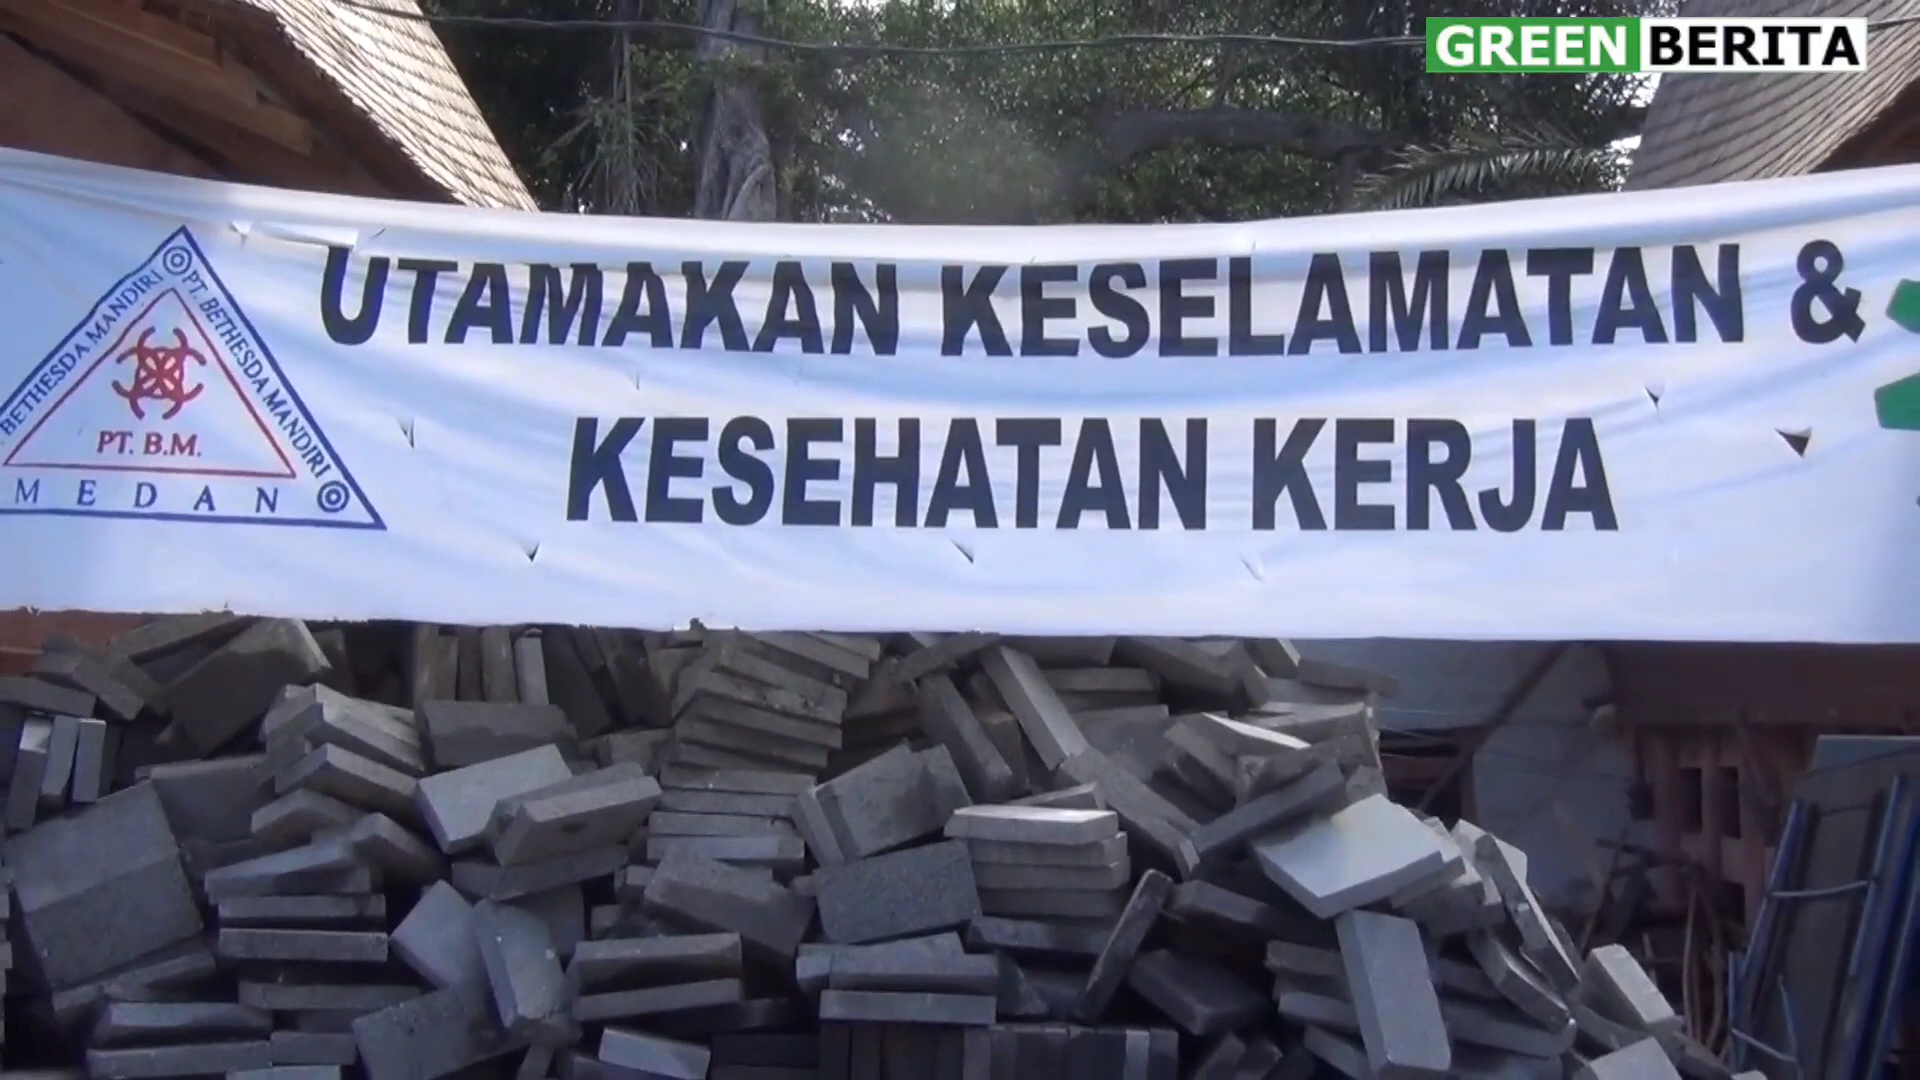 GREEN BERITA
UTAMAKAN KESELAMATAN &
KESEHATAN KERJA
BETHESDA MANDIRI
PT. BETHESDA MANDIRI
PT. B.M.
MEDAN